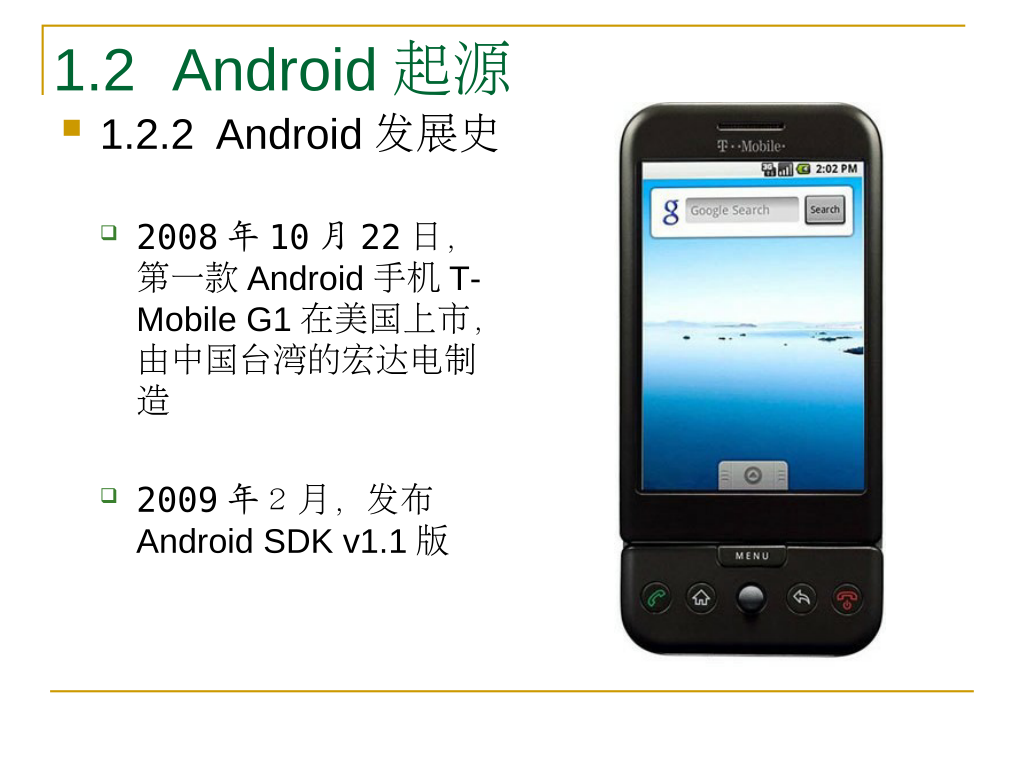 1.2 Android 起源
1.2.2 Android 发展史
2008 年 10 月 22 日，
第一款 Android 手机 T-
Mobile G1 在美国上市，
由中国台湾的宏达电制
造
2009 年 2 月，发布
Android SDK v1.1 版
T··Mobile·
3G
2:02 PM
g
Google Search
Search
MENU